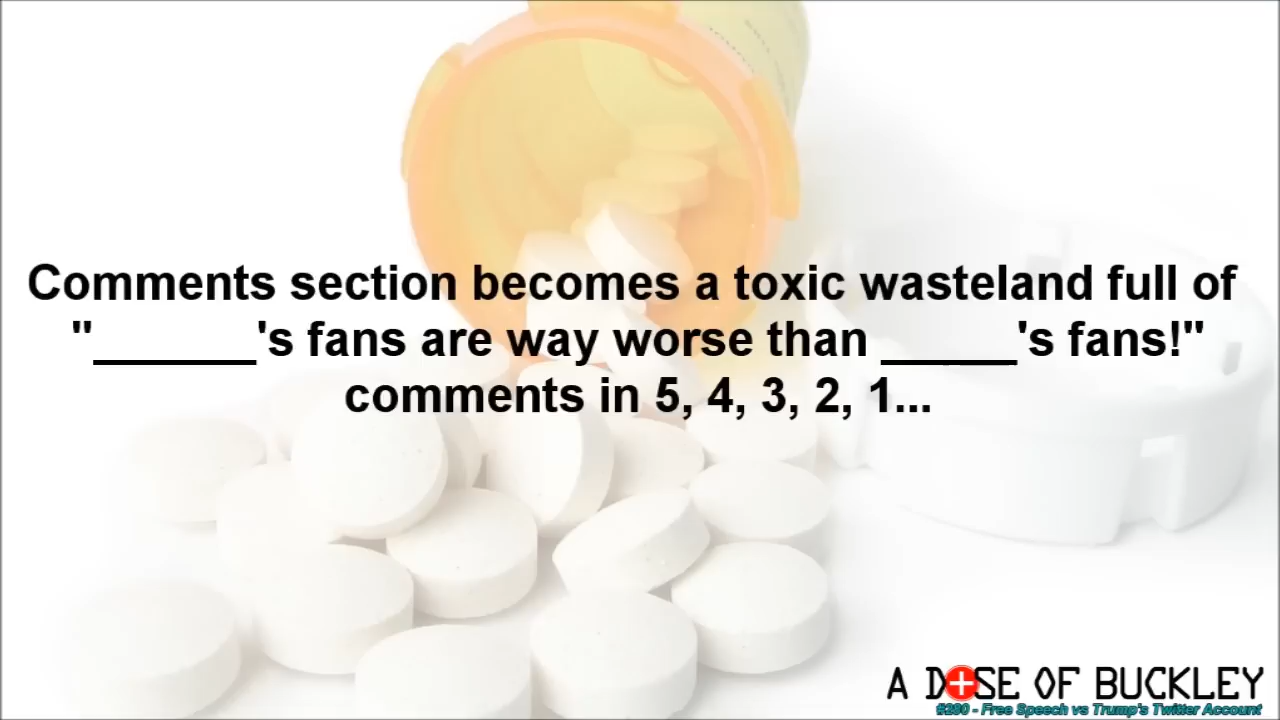 Comments section becomes a toxic wasteland full of
"______'s fans are way worse than _____'s fans!"
comments in 5, 4, 3, 2, 1...
A DOSE OF BUCKLEY
#280 - Free Speech vs Trump's Twitter Account